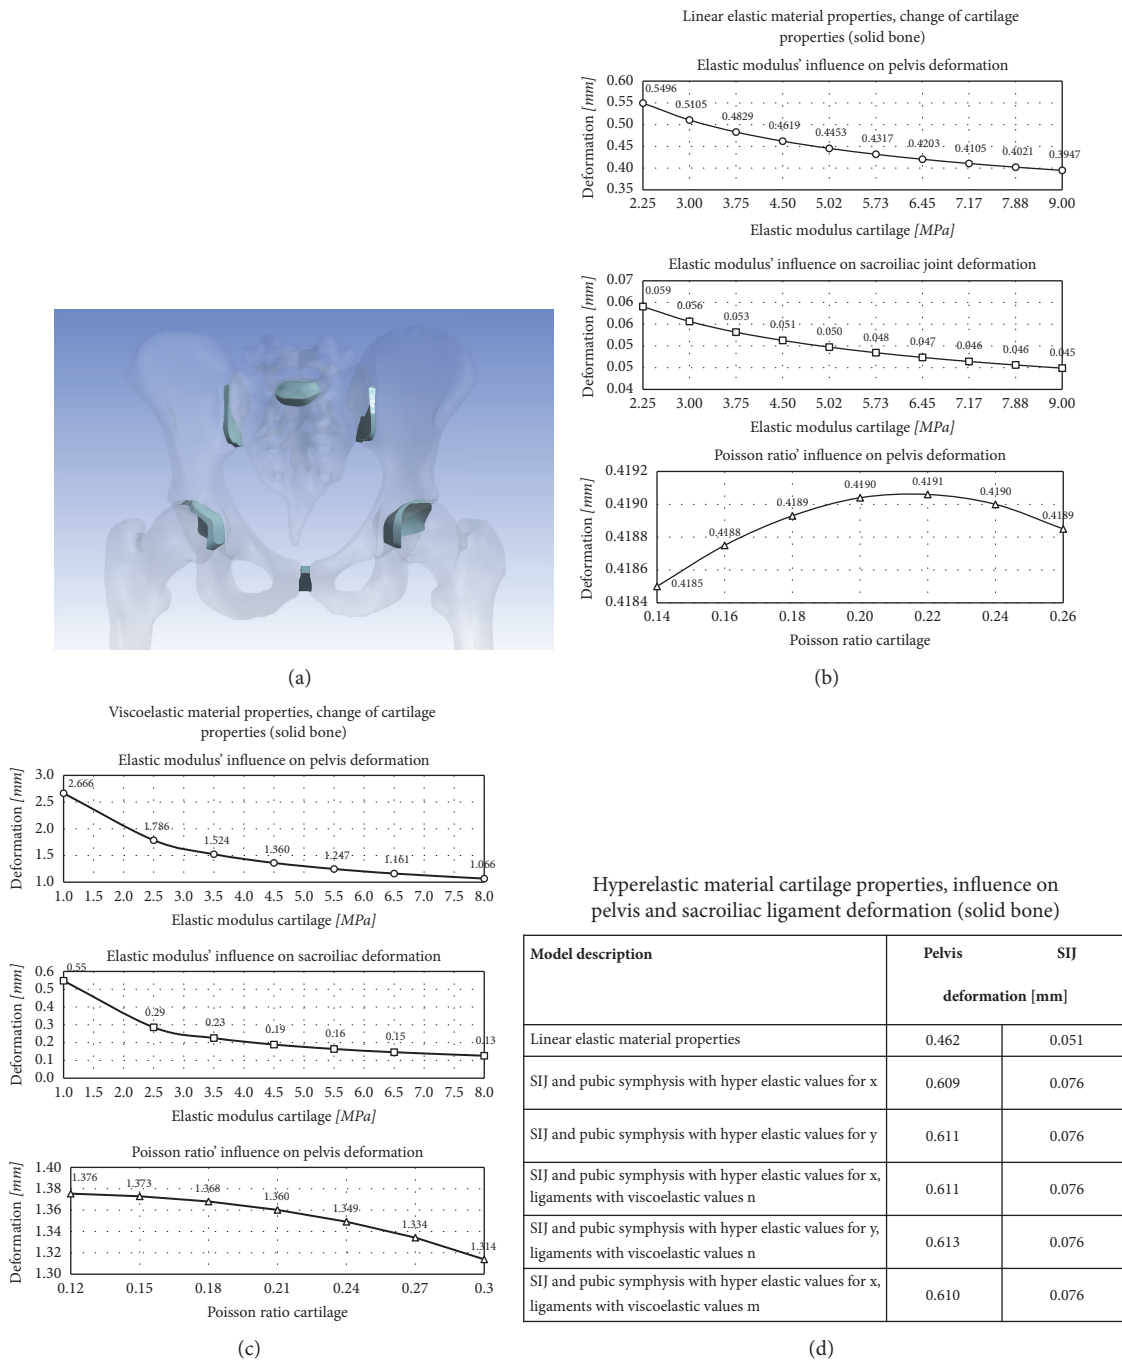 Linear elastic material properties, change of cartilage
properties (solid bone)
Elastic modulus' influence on pelvis deformation
Deformation [mm]
0.60
0.55
0.50
0.45
0.40
0.35
0.5496
0.5105
0.4829
0.4619
0.4453
0.4317
0.4203
0.4105
0.4021
0.3947
2.25 3.00 3.75 4.50 5.02 5.73 6.45 7.17 7.88 9.00
Elastic modulus cartilage [MPa]
Elastic modulus' influence on sacroiliac joint deformation
Deformation [mm]
0.07
0.06
0.06
0.05
0.05
0.04
0.059
0.056
0.053
0.051
0.050
0.048
0.047
0.046
0.046
0.045
2.25 3.00 3.75 4.50 5.02 5.73 6.45 7.17 7.88 9.00
Elastic modulus cartilage [MPa]
Poisson ratio' influence on pelvis deformation
Deformation [mm]
0.4192
0.4190
0.4188
0.4186
0.4184
0.4185
0.4188
0.4189
0.4190
0.4191
0.4190
0.4189
0.14 0.16 0.18 0.20 0.22 0.24 0.26
Poisson ratio cartilage
(a)
(b)
Viscoelastic material properties, change of cartilage
properties (solid bone)
Elastic modulus' influence on pelvis deformation
Deformation [mm]
3.0
2.5
2.0
1.5
1.0
2.666
1.786
1.524
1.360
1.247
1.161
1.066
1.0 1.5 2.0 2.5 3.0 3.5 4.0 4.5 5.0 5.5 6.0 6.5 7.0 7.5 8.0
Elastic modulus cartilage [MPa]
Elastic modulus' influence on sacroiliac deformation
Deformation [mm]
0.6
0.5
0.4
0.3
0.2
0.1
0.0
0.55
0.29
0.23
0.19
0.16
0.15
0.13
1.0 1.5 2.0 2.5 3.0 3.5 4.0 4.5 5.0 5.5 6.0 6.5 7.0 7.5 8.0
Elastic modulus cartilage [MPa]
Poisson ratio' influence on pelvis deformation
Deformation [mm]
1.40
1.38
1.36
1.34
1.32
1.30
1.376
1.373
1.368
1.360
1.349
1.334
1.314
0.12 0.15 0.18 0.21 0.24 0.27 0.3
Poisson ratio cartilage
(c)
Hyperelastic material cartilage properties, influence on
pelvis and sacroiliac ligament deformation (solid bone)
Model description Pelvis SIJ
deformation [mm]
Linear elastic material properties 0.462 0.051
SIJ and pubic symphysis with hyper elastic values for x 0.609 0.076
SIJ and pubic symphysis with hyper elastic values for y 0.611 0.076
SIJ and pubic symphysis with hyper elastic values for x,
ligaments with viscoelastic values n 0.611 0.076
SIJ and pubic symphysis with hyper elastic values for y,
ligaments with viscoelastic values n 0.613 0.076
SIJ and pubic symphysis with hyper elastic values for x,
ligaments with viscoelastic values m 0.610 0.076
(d)